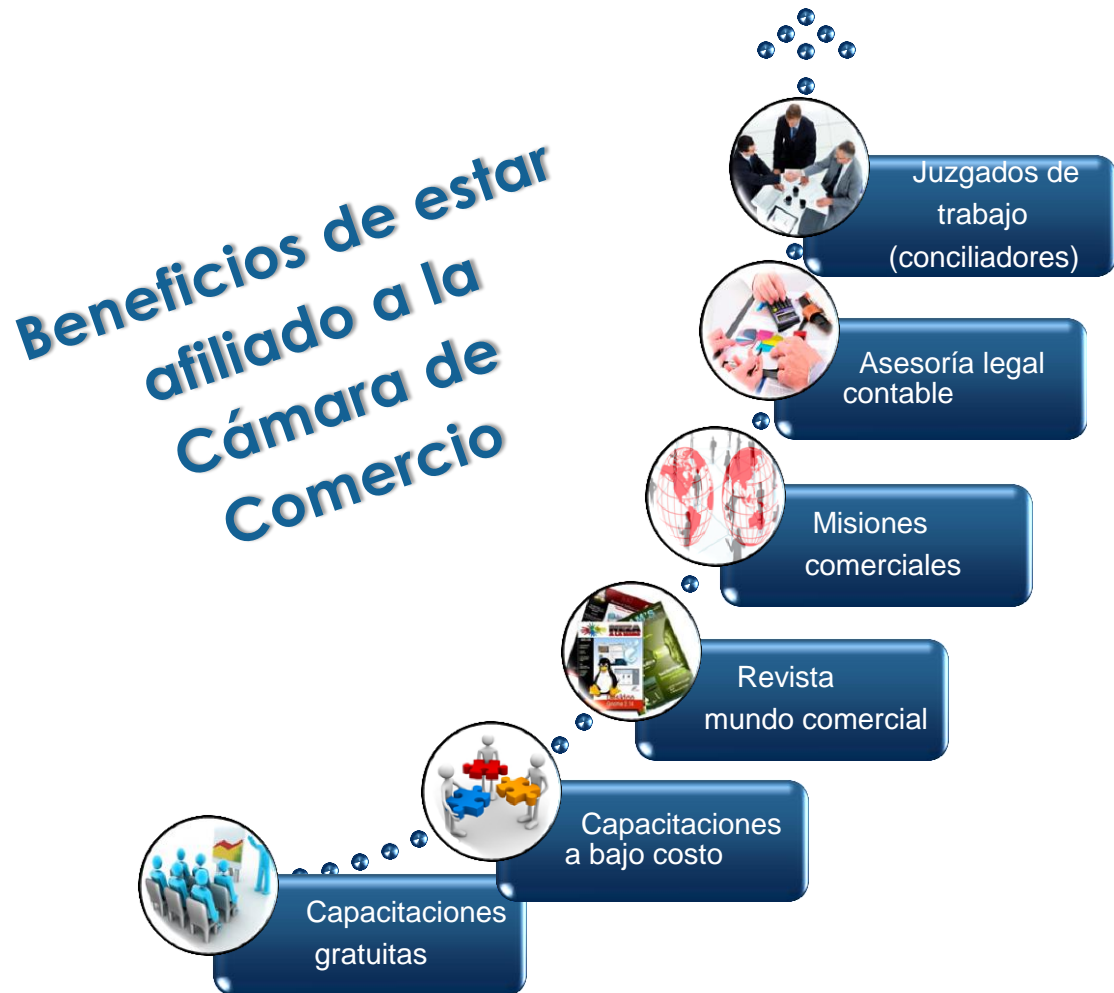 Beneficios de estar
afiliado a la
Cámara de
Comercio
Juzgados de
trabajo
(conciliadores)
Asesoría legal
contable
Misiones
comerciales
Revista
mundo comercial
Capacitaciones
a bajo costo
Capacitaciones
gratuitas